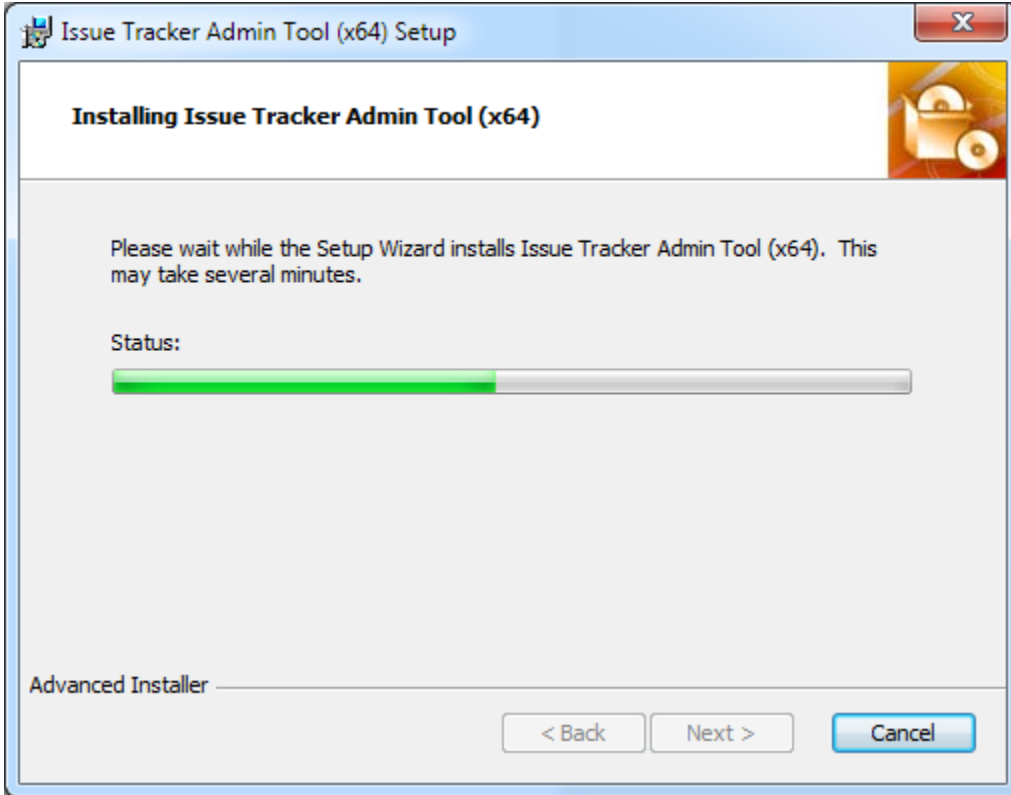 Issue Tracker Admin Tool (x64) Setup
Installing Issue Tracker Admin Tool (x64)
Please wait while the Setup Wizard installs Issue Tracker Admin Tool (x64).  This
may take several minutes.
Status:
Advanced Installer
< Back
Next >
Cancel